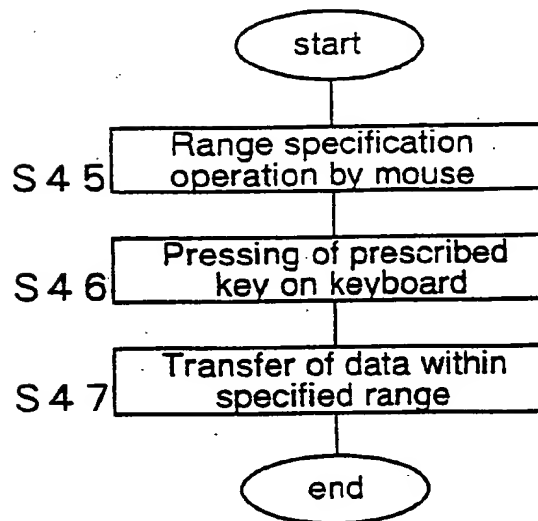 start
Range specification
S45 operation by mouse
Pressing of prescribed
S46 key on keyboard
Transfer of data within
S47 specified range
end